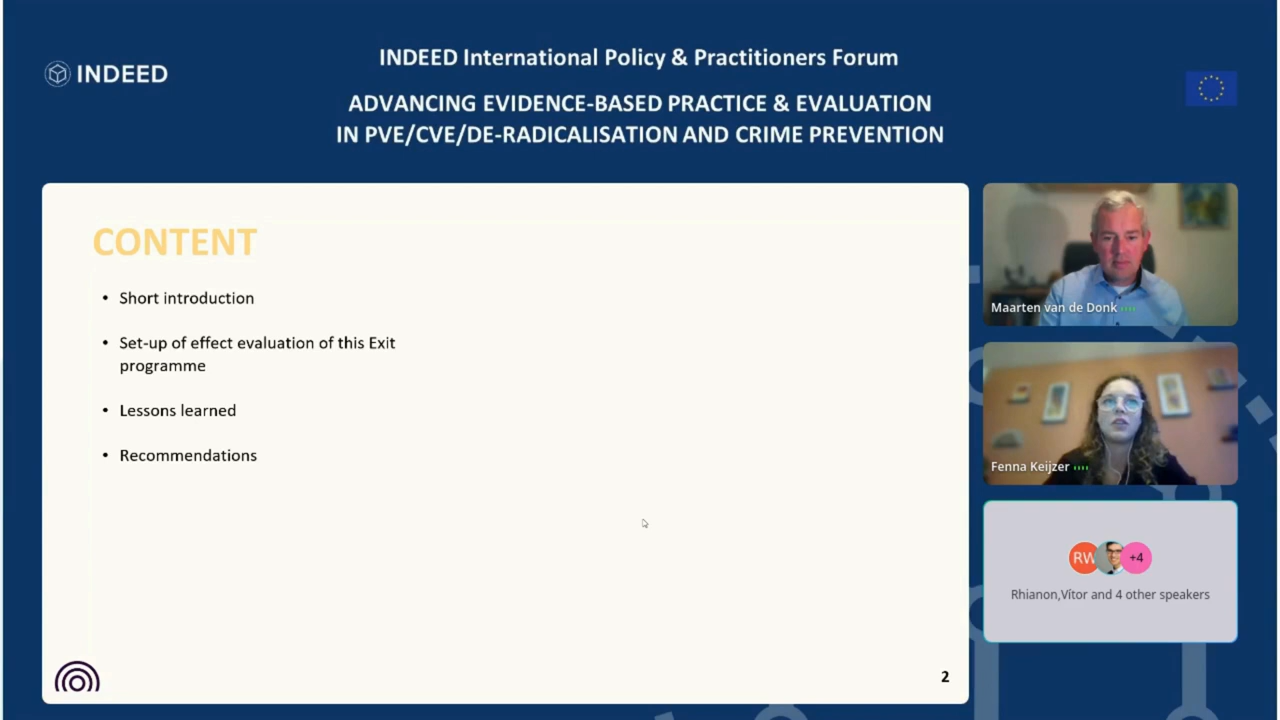 INDEED
INDEED International Policy & Practitioners Forum
ADVANCING EVIDENCE-BASED PRACTICE & EVALUATION
IN PVE/CVE/DE-RADICALISATION AND CRIME PREVENTION
CONTENT
• Short introduction
• Set-up of effect evaluation of this Exit
programme
• Lessons learned
• Recommendations
2
Maarten van de Donk
Fenna Keijzer
RW
+4
Rhianon,Vítor and 4 other speakers